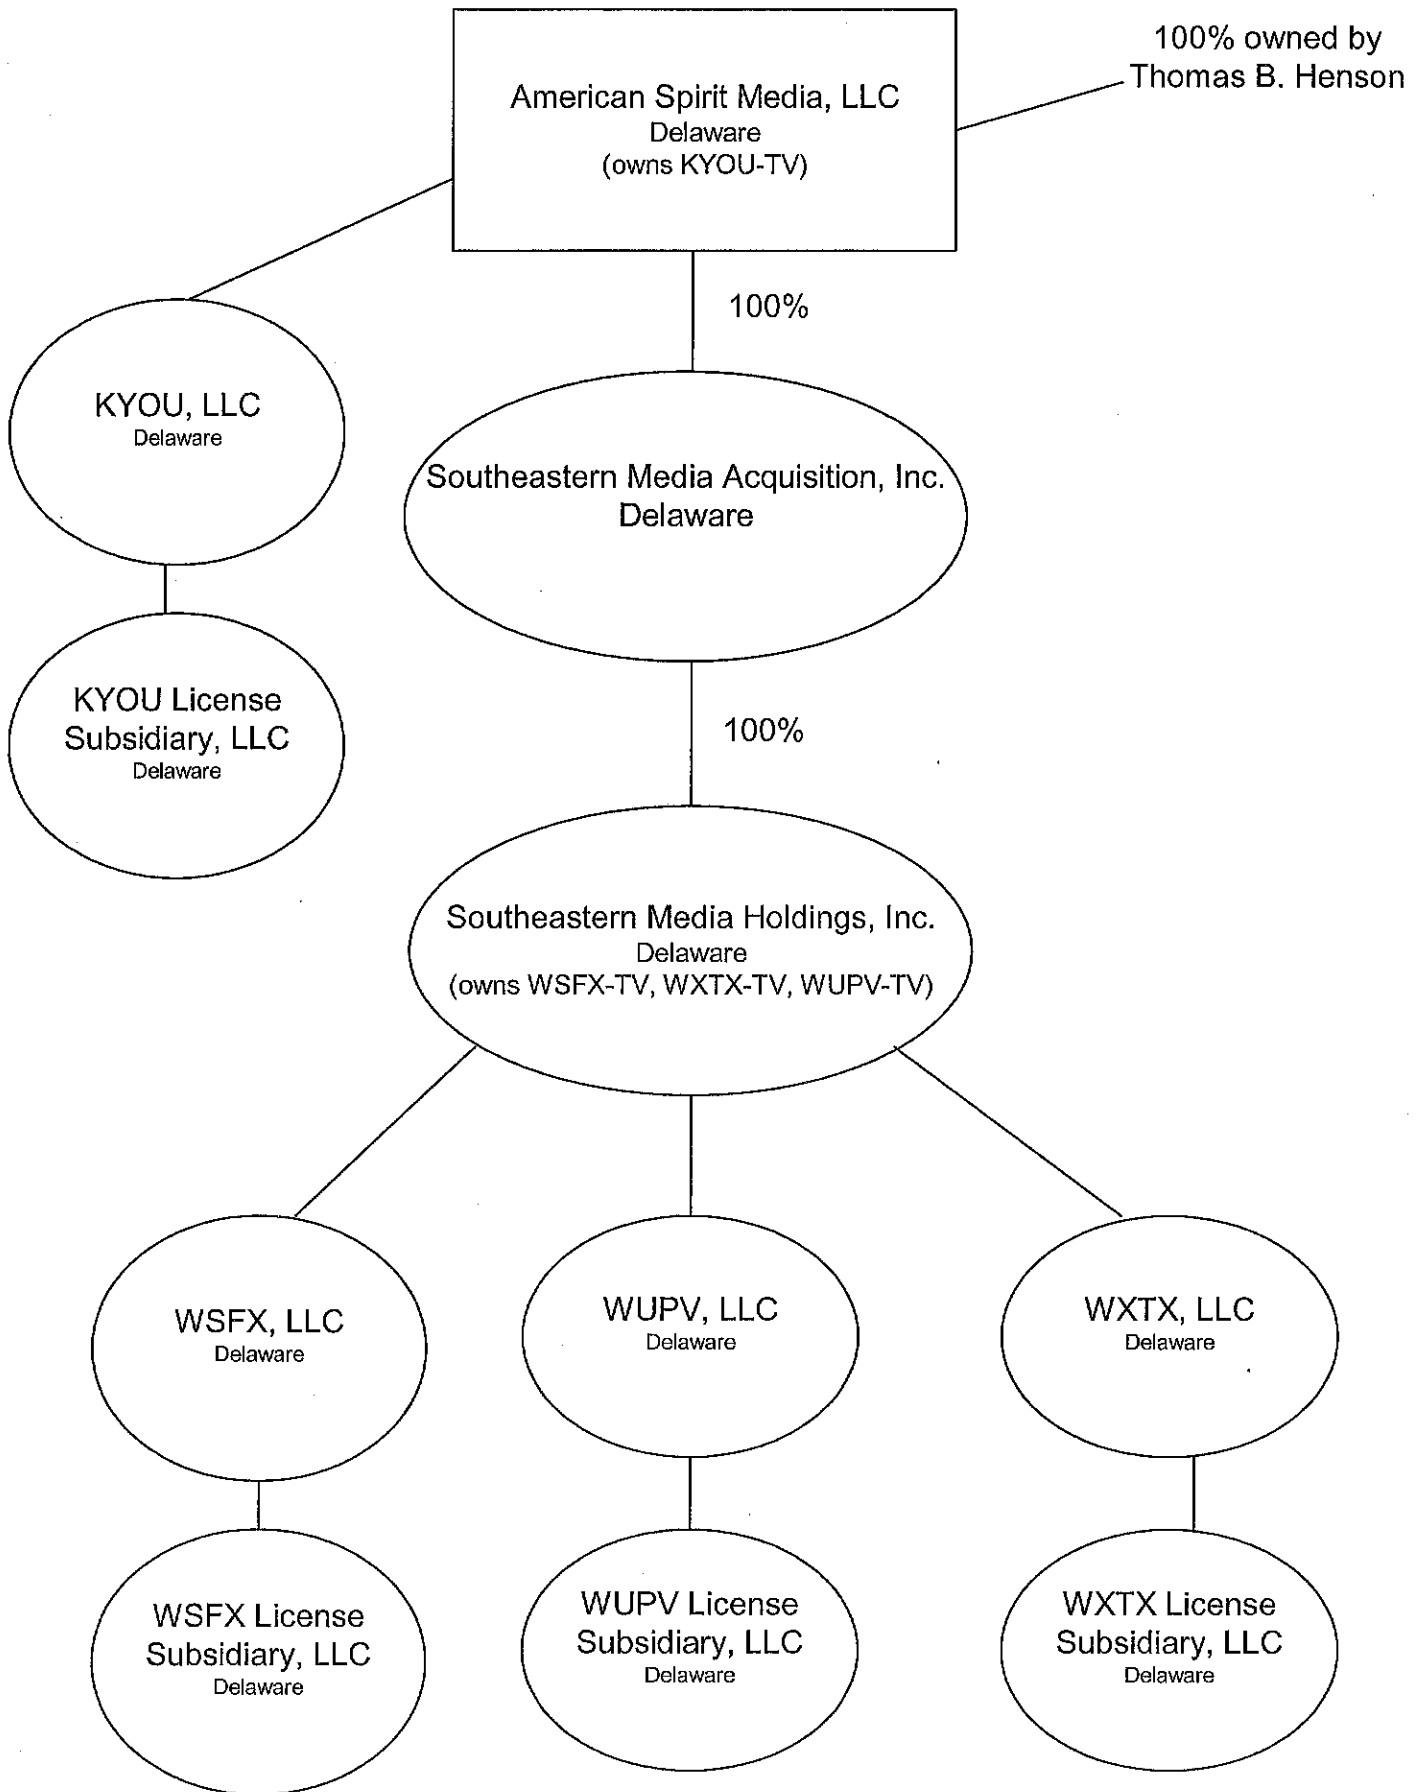 100% owned by
Thomas B. Henson
American Spirit Media, LLC
Delaware
(owns KYOU-TV)
100%
KYOU, LLC
Delaware
Southeastern Media Acquisition, Inc.
Delaware
KYOU License
Subsidiary, LLC
Delaware
100%
Southeastern Media Holdings, Inc.
Delaware
(owns WSFX-TV, WXTX-TV, WUPV-TV)
WSFX, LLC
Delaware
WUPV, LLC
Delaware
WXTX, LLC
Delaware
WSFX License
Subsidiary, LLC
Delaware
WUPV License
Subsidiary, LLC
Delaware
WXTX License
Subsidiary, LLC
Delaware